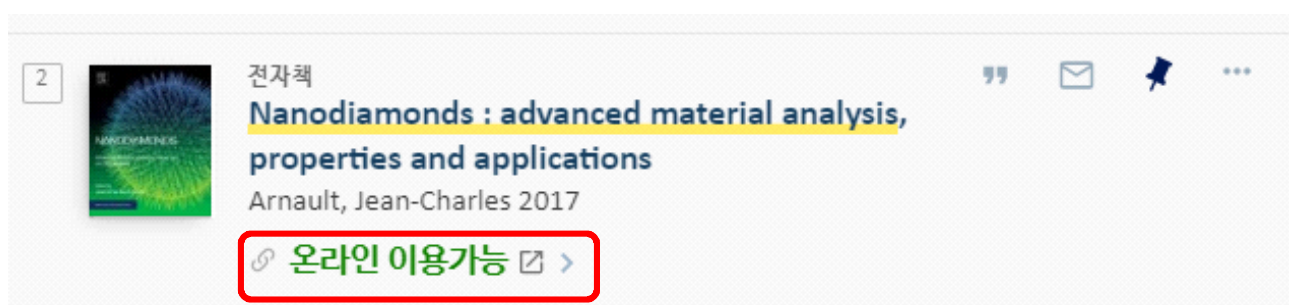 2
전자책
Nanodiamonds : advanced material analysis,
properties and applications
Arnault, Jean-Charles 2017
온라인 이용가능
NANODIAMONDS